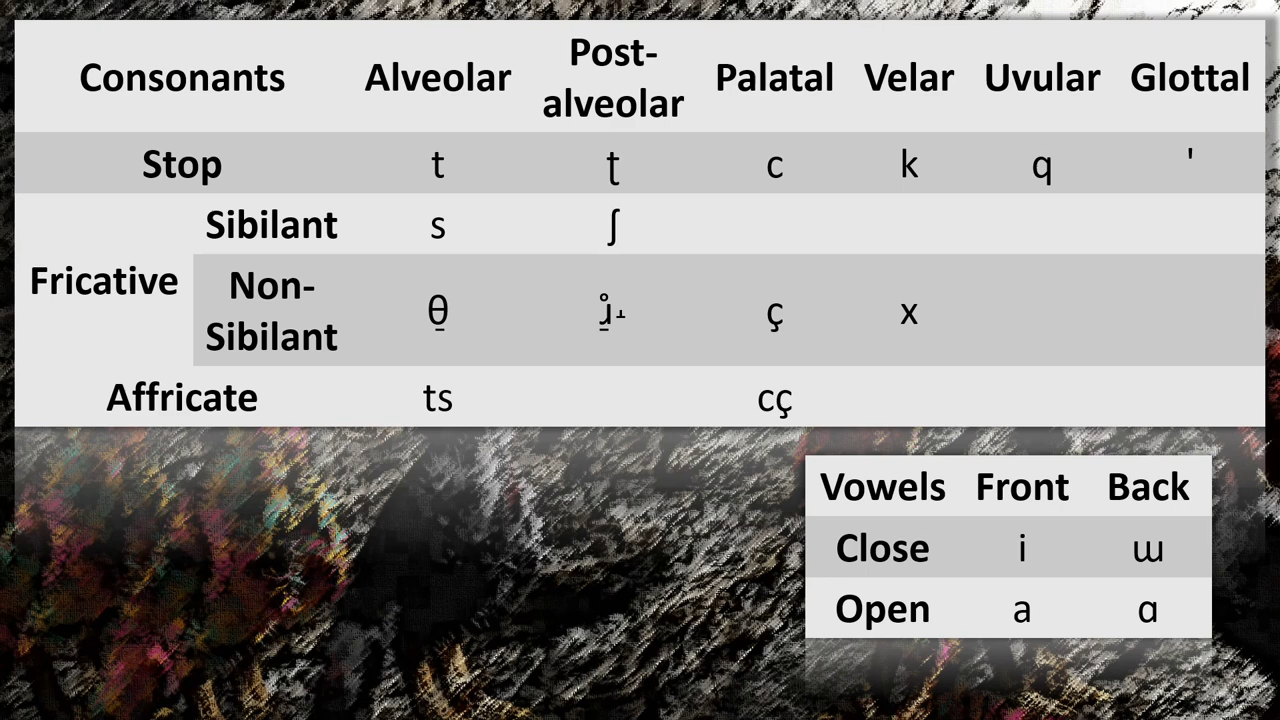 Consonants Alveolar Post-alveolar Palatal Velar Uvular Glottal
Stop t ʈ c k q '
Fricative Sibilant s ʃ
Non-Sibilant θ̠ ɹ̠̊˔ ç x
Affricate ts cç
Vowels Front Back
Close i ɯ
Open a ɑ